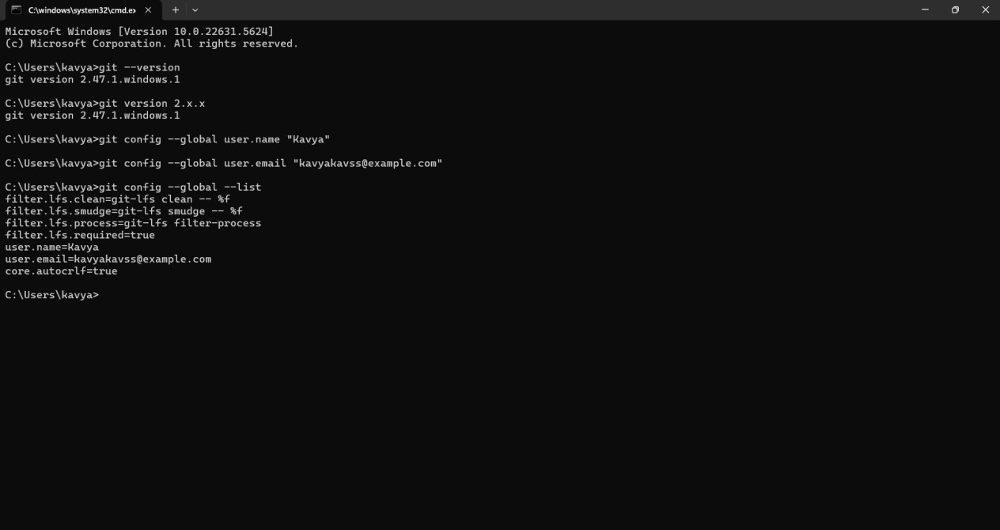 C:\windows\system32\cmd.ex
Microsoft Windows [Version 10.0.22631.5624]
(c) Microsoft Corporation. All rights reserved.
C:\Users\kavya>git --version
git version 2.47.1.windows.1
C:\Users\kavya>git version 2.x.x
git version 2.47.1.windows.1
C:\Users\kavya>git config --global user.name "Kavya"
C:\Users\kavya>git config --global user.email "kavyakavss@example.com"
C:\Users\kavya>git config --global --list
filter.lfs.clean=git-lfs clean -- %f
filter.lfs.smudge=git-lfs smudge -- %f
filter.lfs.process=git-lfs filter-process
filter.lfs.required=true
user.name=Kavya
user.email=kavyakavss@example.com
core.autocrlf=true
C:\Users\kavya>